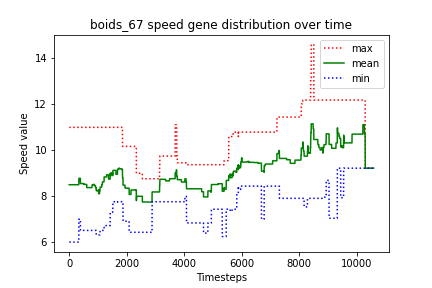 boids_67 speed gene distribution over time
max
mean
min
Speed value
14
12
10
8
6
0
2000
4000
6000
8000
10000
Timesteps